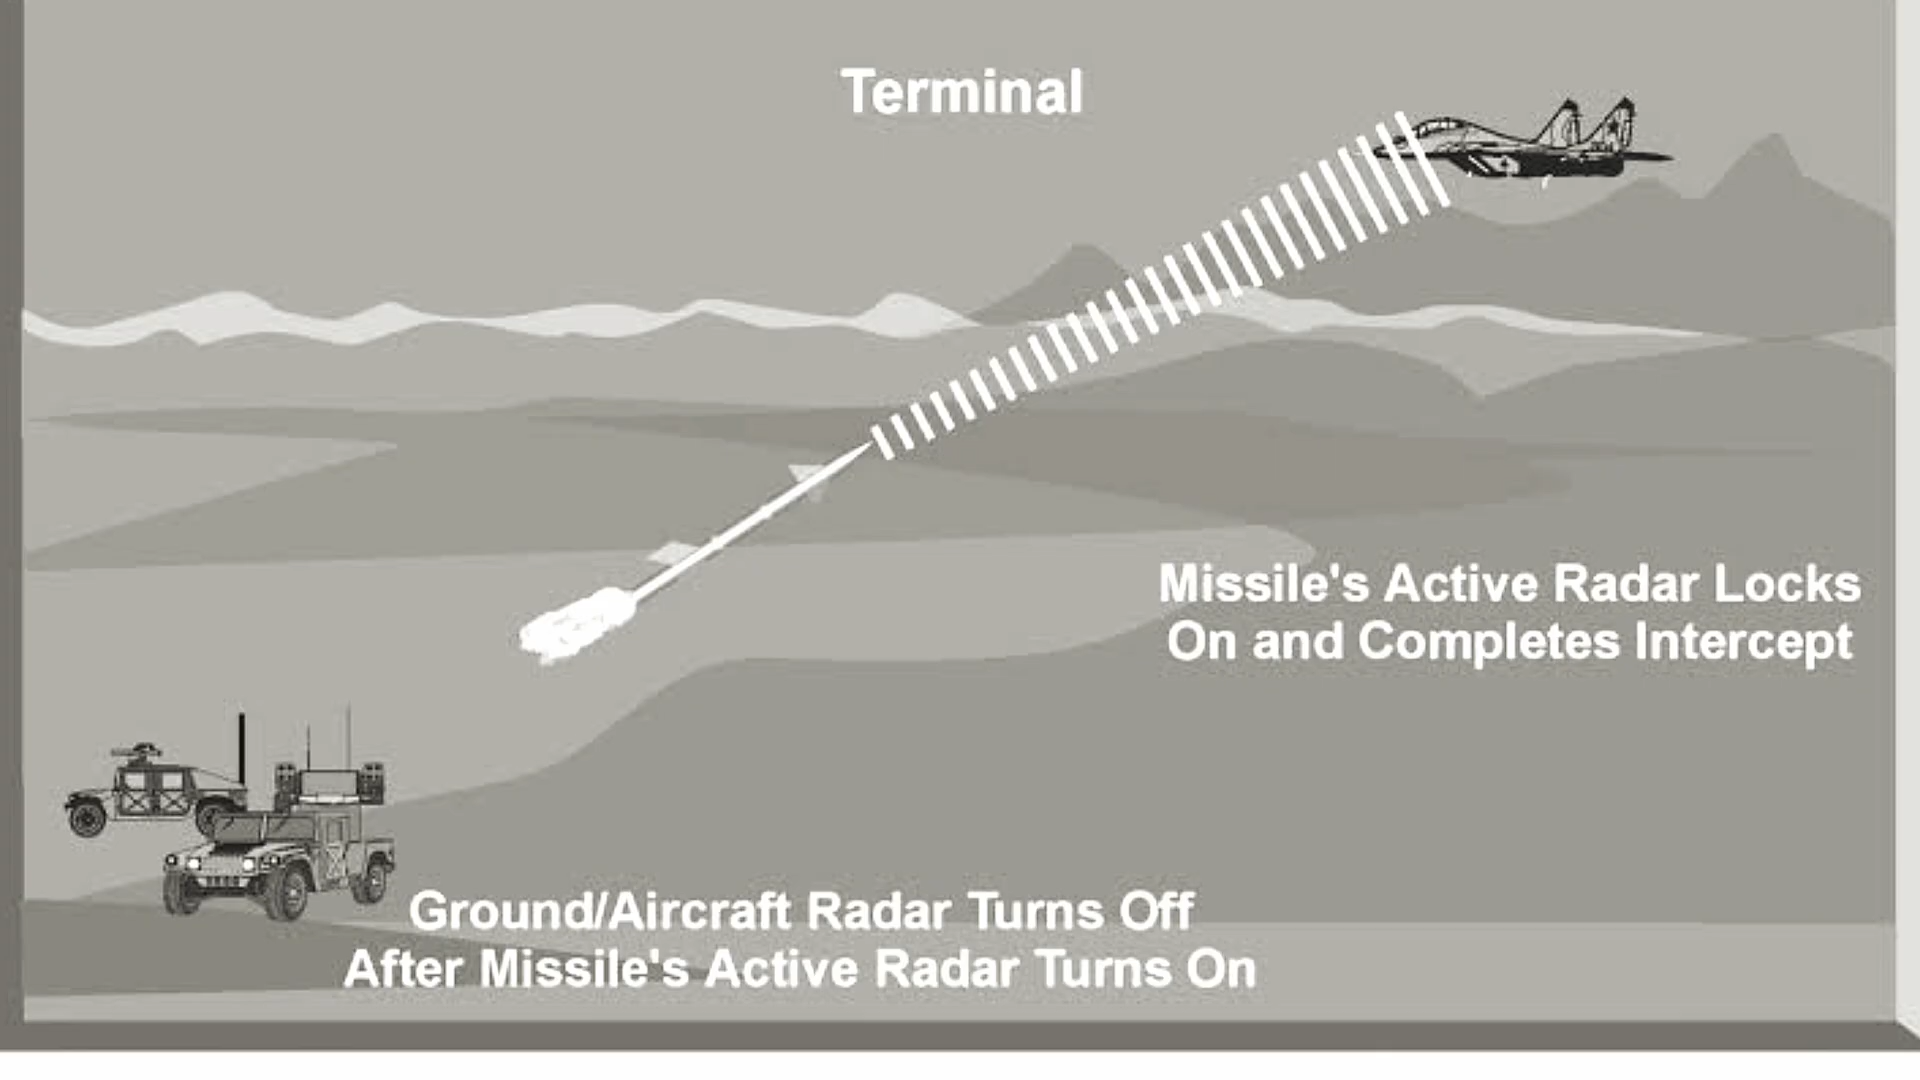 Terminal
Missile's Active Radar Locks
On and Completes Intercept
Ground/Aircraft Radar Turns Off
After Missile's Active Radar Turns On